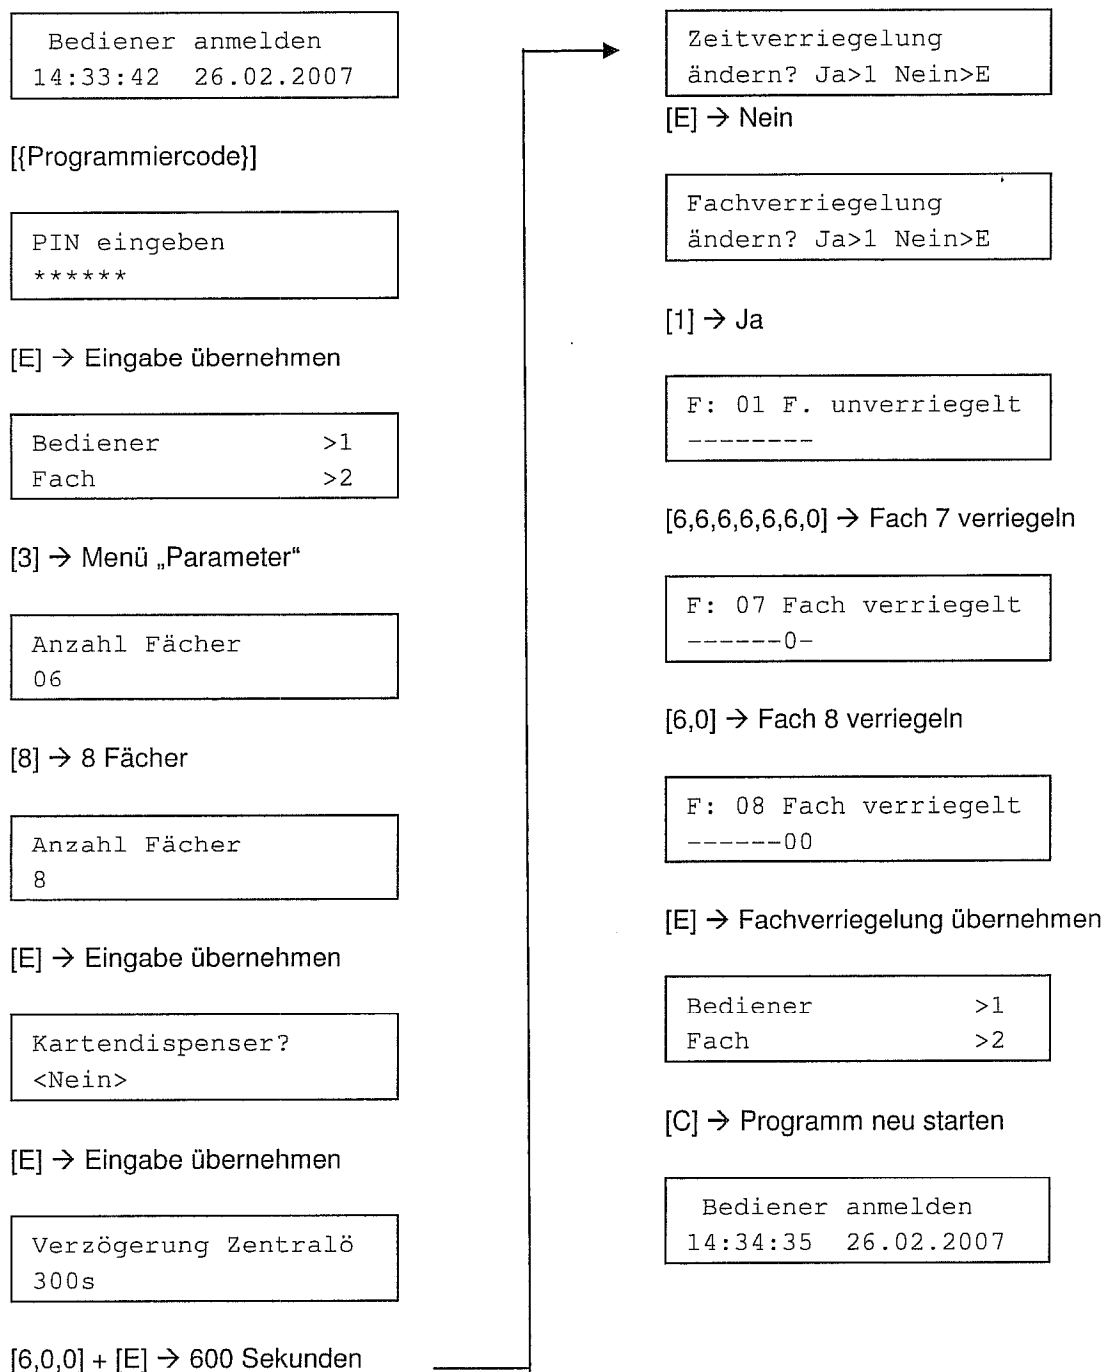 Bediener anmelden
14:33:42 26.02.2007
[{Programmiercode}]
PIN eingeben
******
[E] → Eingabe übernehmen
Bediener >1
Fach >2
[3] → Menü „Parameter“
Anzahl Fächer
06
[8] → 8 Fächer
Anzahl Fächer
8
[E] → Eingabe übernehmen
Kartendispenser?
<Nein>
[E] → Eingabe übernehmen
Verzögerung Zentralö
300s
[6,0,0] + [E] → 600 Sekunden
Zeitverriegelung
ändern? Ja>1 Nein>E
[E] → Nein
Fachverriegelung
ändern? Ja>1 Nein>E
[1] → Ja
F: 01 F. unverriegelt
--------
[6,6,6,6,6,6,0] → Fach 7 verriegeln
F: 07 Fach verriegelt
------0-
[6,0] → Fach 8 verriegeln
F: 08 Fach verriegelt
------00
[E] → Fachverriegelung übernehmen
Bediener >1
Fach >2
[C] → Programm neu starten
Bediener anmelden
14:34:35 26.02.2007